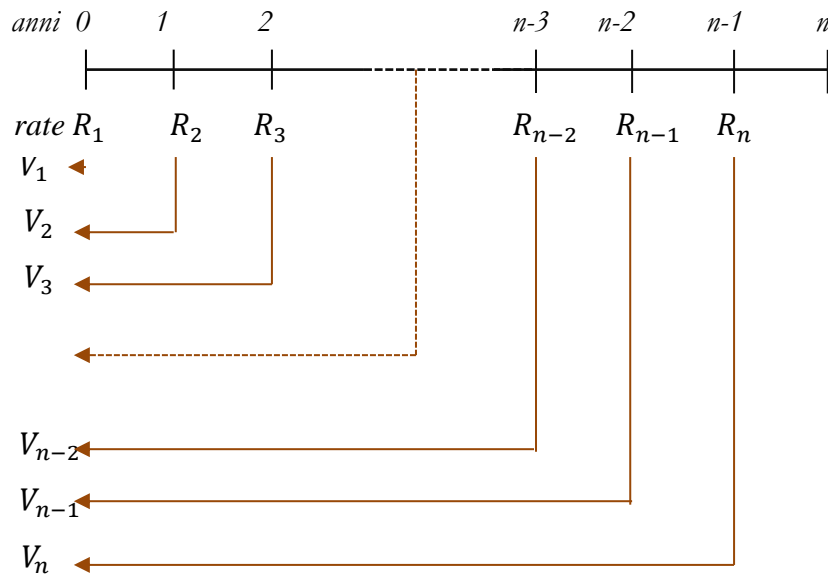 anni 0 1 2 n-3 n-2 n-1 n
rate R₁ R₂ R₃ Rₙ₋₂ Rₙ₋₁ Rₙ
V₁
V₂
V₃
Vₙ₋₂
Vₙ₋₁
Vₙ